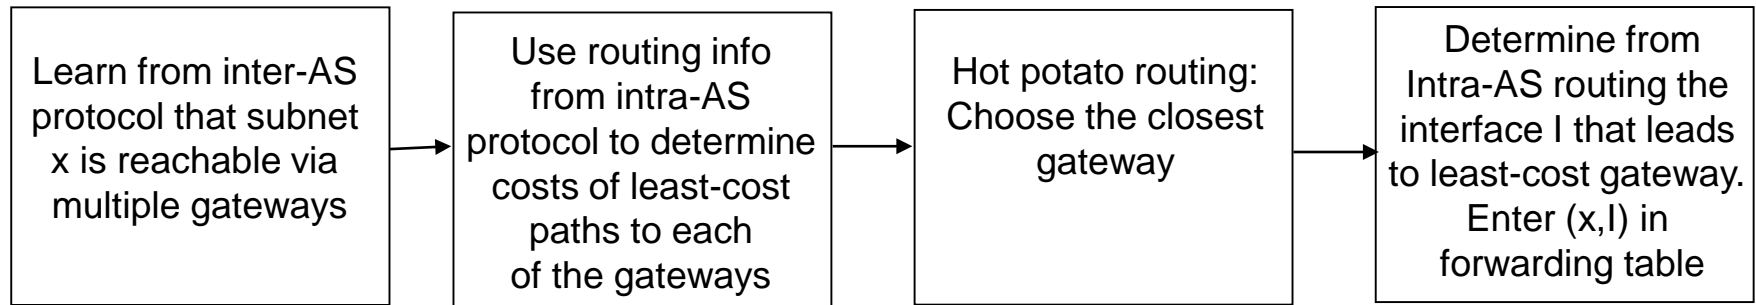 Learn from inter-AS
protocol that subnet
x is reachable via
multiple gateways
Use routing info
from intra-AS
protocol to determine
costs of least-cost
paths to each
of the gateways
Hot potato routing:
Choose the closest
gateway
Determine from
Intra-AS routing the
interface I that leads
to least-cost gateway.
Enter (x,I) in
forwarding table